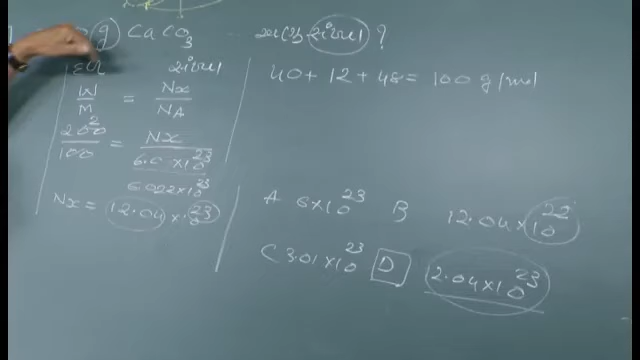 g) CaCO3 સંખ્યા ?
દળ
W/M = Nx/NA
200/100 = Nx/6.0 ×10^23
6.022×10^23
Nx = 12.04 × 10^23
40 + 12 + 48 = 100 g/mol
A 6×10^23 B 12.04×10^22
C 3.01×10^23 D 12.04×10^23